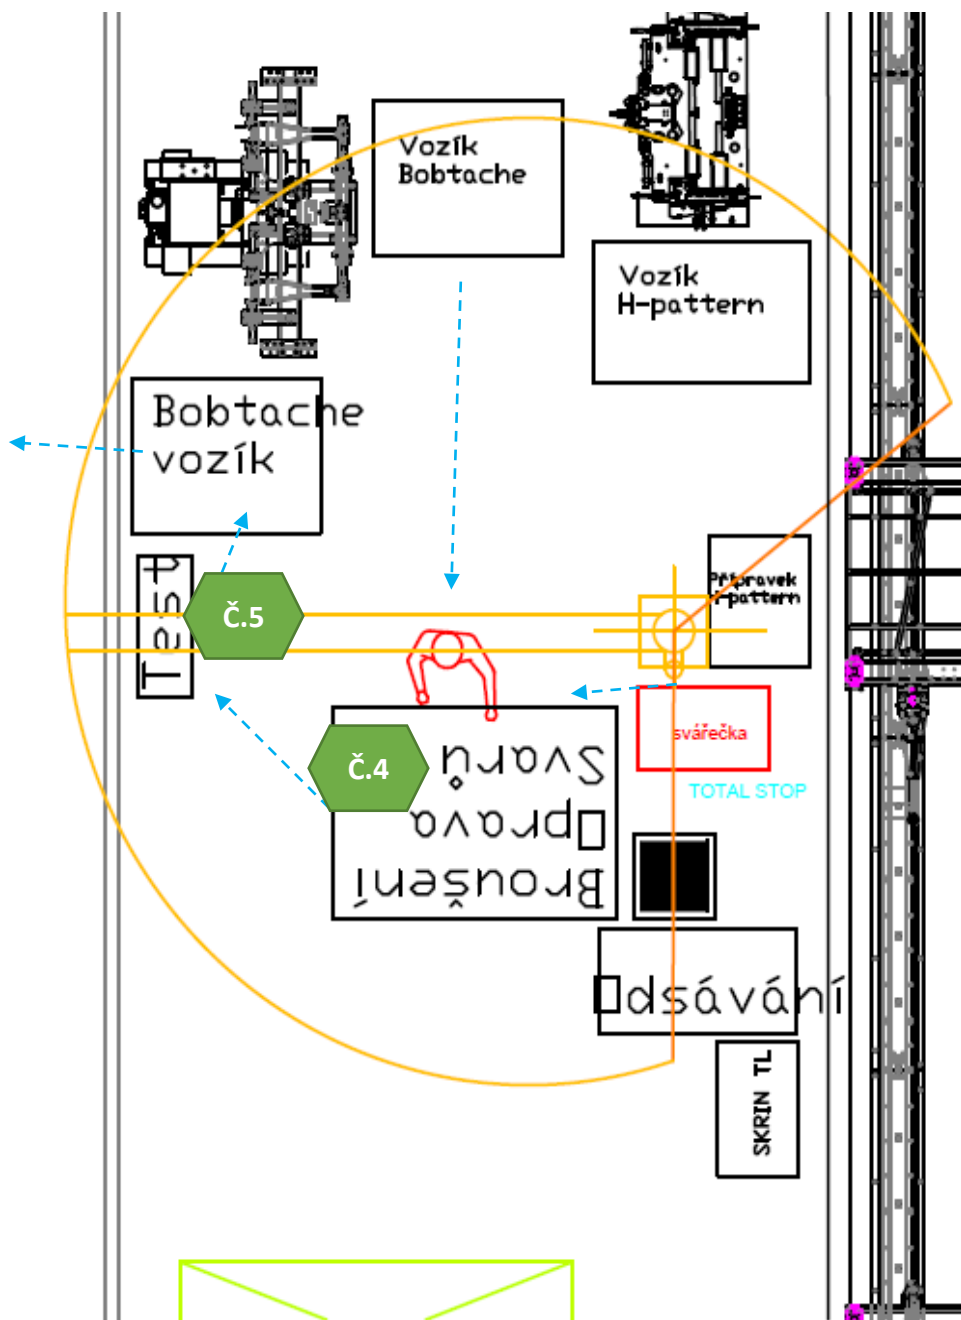 Vozík
Bobtache
Vozík
H-pattern
Bobtache
vozík
Přípravek
H-pattern
Test
Č.5
svářečka
TOTAL STOP
Č.4
Broušení
Oprava
Svarů
Odsávání
SKRIN TL